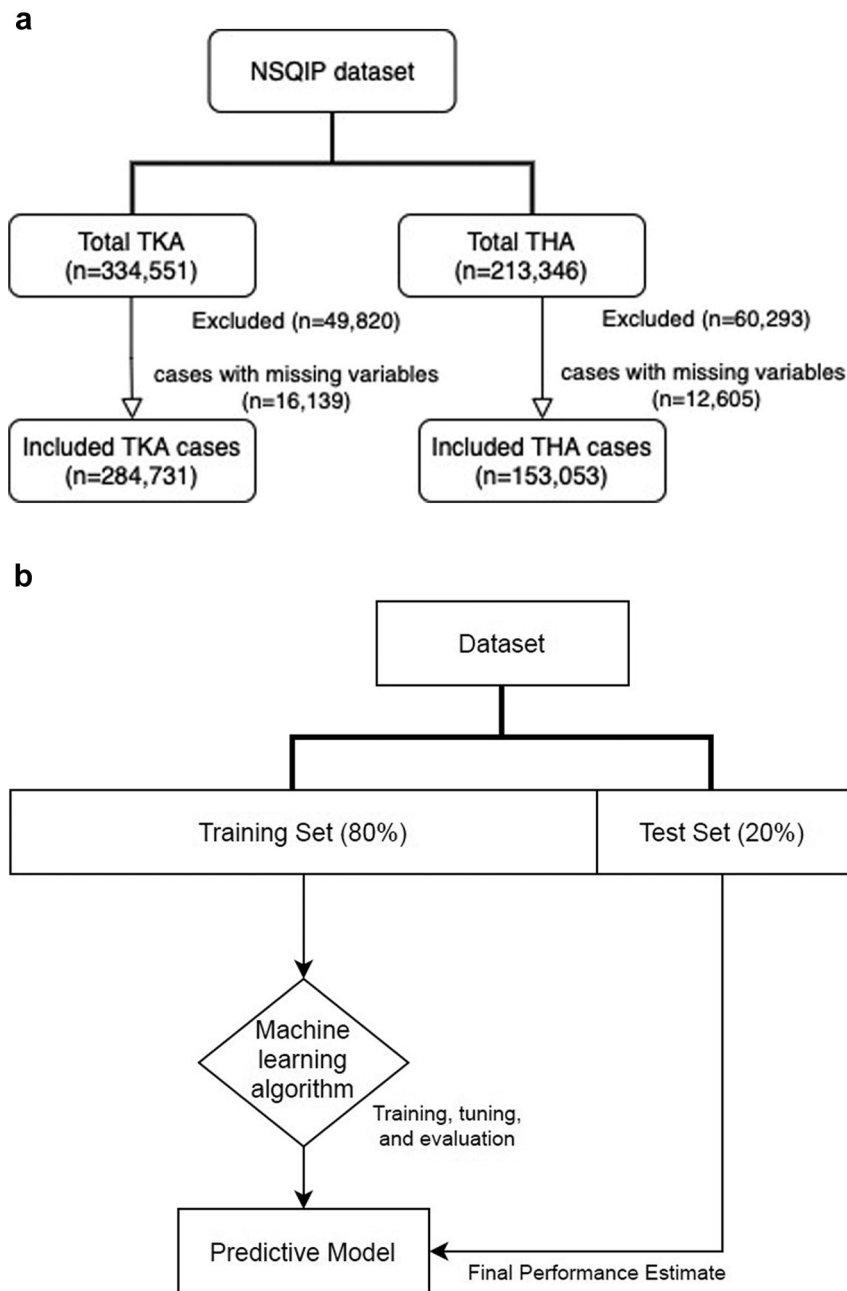 a
NSQIP dataset
Total TKA
(n=334,551)
Total THA
(n=213,346)
Excluded (n=49,820)
Excluded (n=60,293)
cases with missing variables
(n=16,139)
cases with missing variables
(n=12,605)
Included TKA cases
(n=284,731)
Included THA cases
(n=153,053)
b
Dataset
Training Set (80%)
Test Set (20%)
Machine
learning
algorithm
Training, tuning,
and evaluation
Predictive Model
Final Performance Estimate